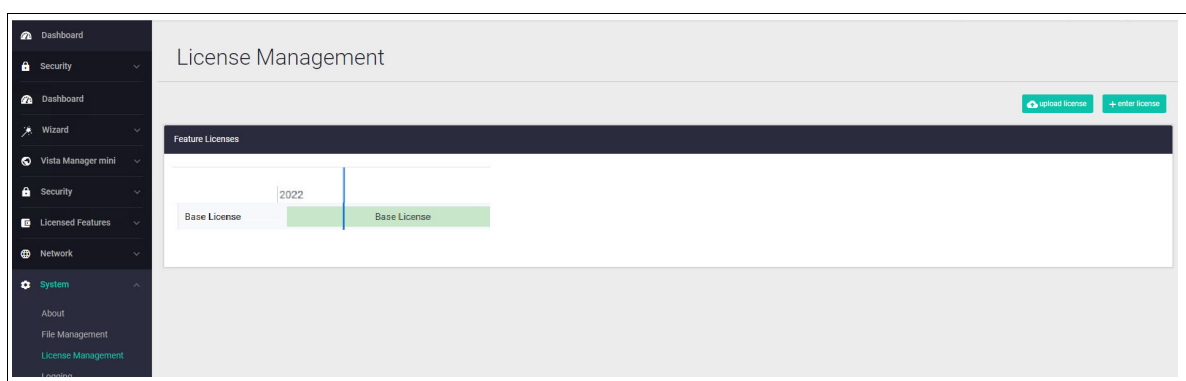 Dashboard
Security
Dashboard
Wizard
Vista Manager mini
Security
Licensed Features
Network
System
About
File Management
License Management
Logging
License Management
upload license
+ enter license
Feature Licenses
2022
Base License
Base License